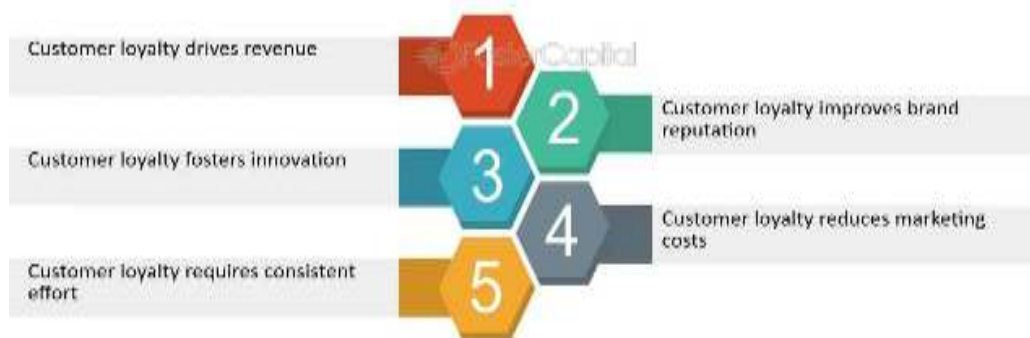 Customer loyalty drives revenue
1
FasterCapital
2
Customer loyalty improves brand
reputation
Customer loyalty fosters innovation
3
4
Customer loyalty reduces marketing
costs
Customer loyalty requires consistent
effort
5